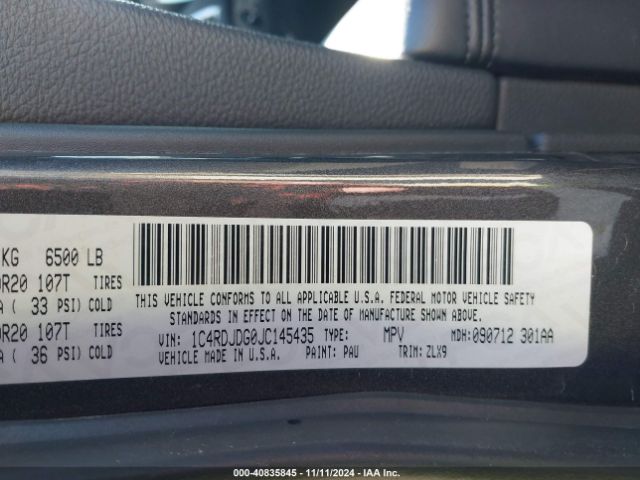 KG 6500 LB
R20 107T TIRES
(33 PSI) COLD
R20 107T TIRES
(36 PSI) COLD
THIS VEHICLE CONFORMS TO ALL APPLICABLE U.S.A. FEDERAL MOTOR VEHICLE SAFETY
STANDARDS IN EFFECT ON THE DATE OF MANUFACTURE SHOWN ABOVE.
VIN: 1C4RDJDG0JC145435 TYPE: MPV MDH: 090712 301AA
VEHICLE MADE IN U.S.A. PAINT: PAU TRIM: ZLX9
000-40835845 - 11/11/2024 - IAA Inc.